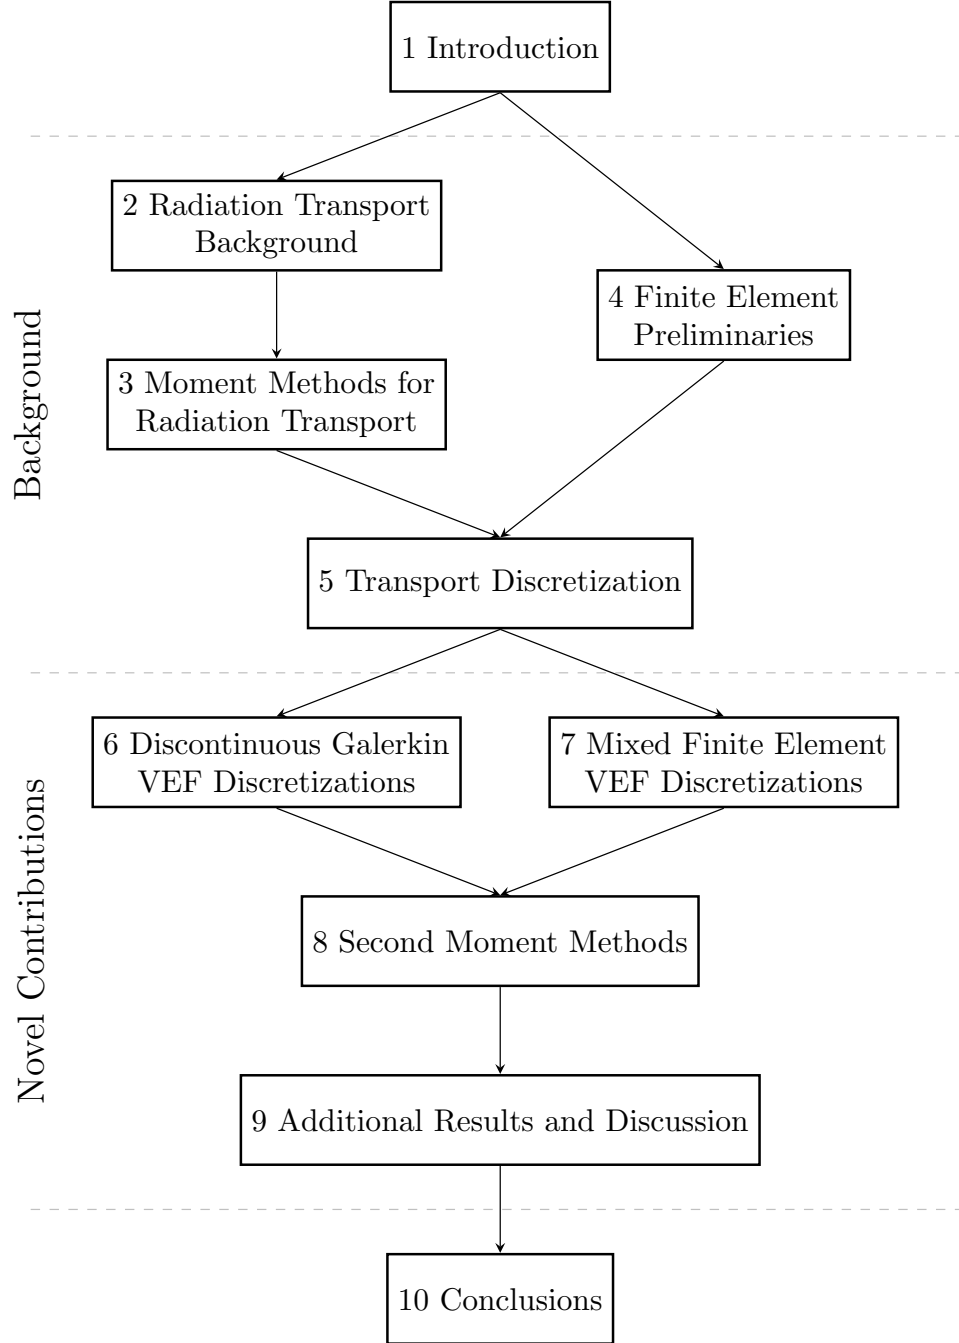 1 Introduction
2 Radiation Transport
Background
4 Finite Element
Preliminaries
3 Moment Methods for
Radiation Transport
Background
5 Transport Discretization
6 Discontinuous Galerkin
VEF Discretizations
7 Mixed Finite Element
VEF Discretizations
8 Second Moment Methods
Novel Contributions
9 Additional Results and Discussion
10 Conclusions